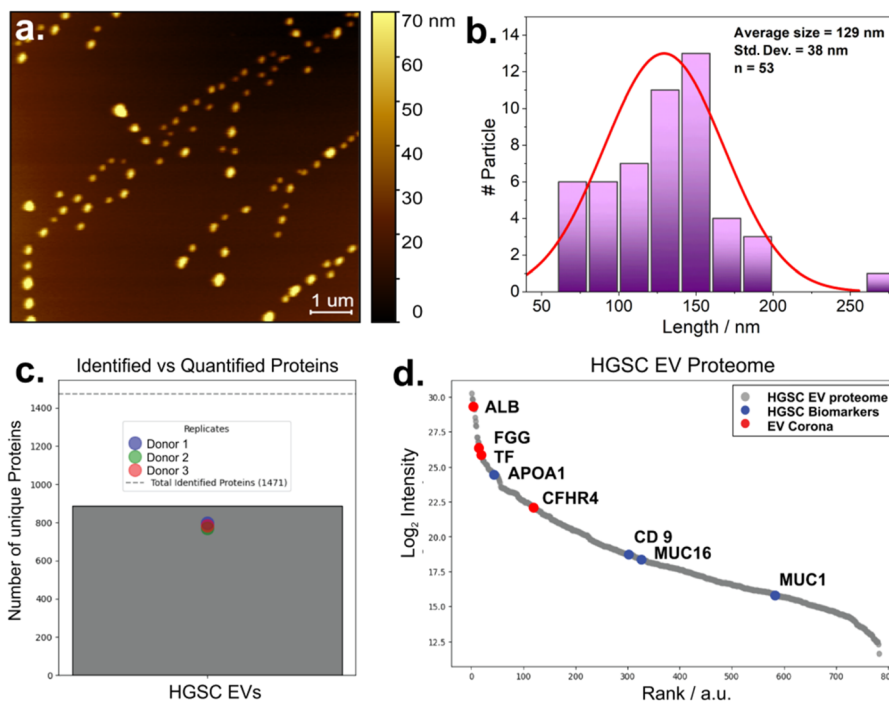 a.
70 nm
60
50
40
30
20
10
0
1 um
b.
Average size = 129 nm
Std. Dev. = 38 nm
n = 53
# Particle
14
12
10
8
6
4
2
0
50
100
150
200
250
Length / nm
c.
Identified vs Quantified Proteins
Number of unique Proteins
1400
1200
1000
800
600
400
200
0
Replicates
Donor 1
Donor 2
Donor 3
Total Identified Proteins (1471)
HGSC EVs
d.
HGSC EV Proteome
HGSC EV proteome
HGSC Biomarkers
EV Corona
Log₂ Intensity
30.0
27.5
25.0
22.5
20.0
17.5
15.0
12.5
ALB
FGG
TF
APOA1
CFHR4
CD 9
MUC16
MUC1
0
100
200
300
400
500
600
700
80
Rank / a.u.